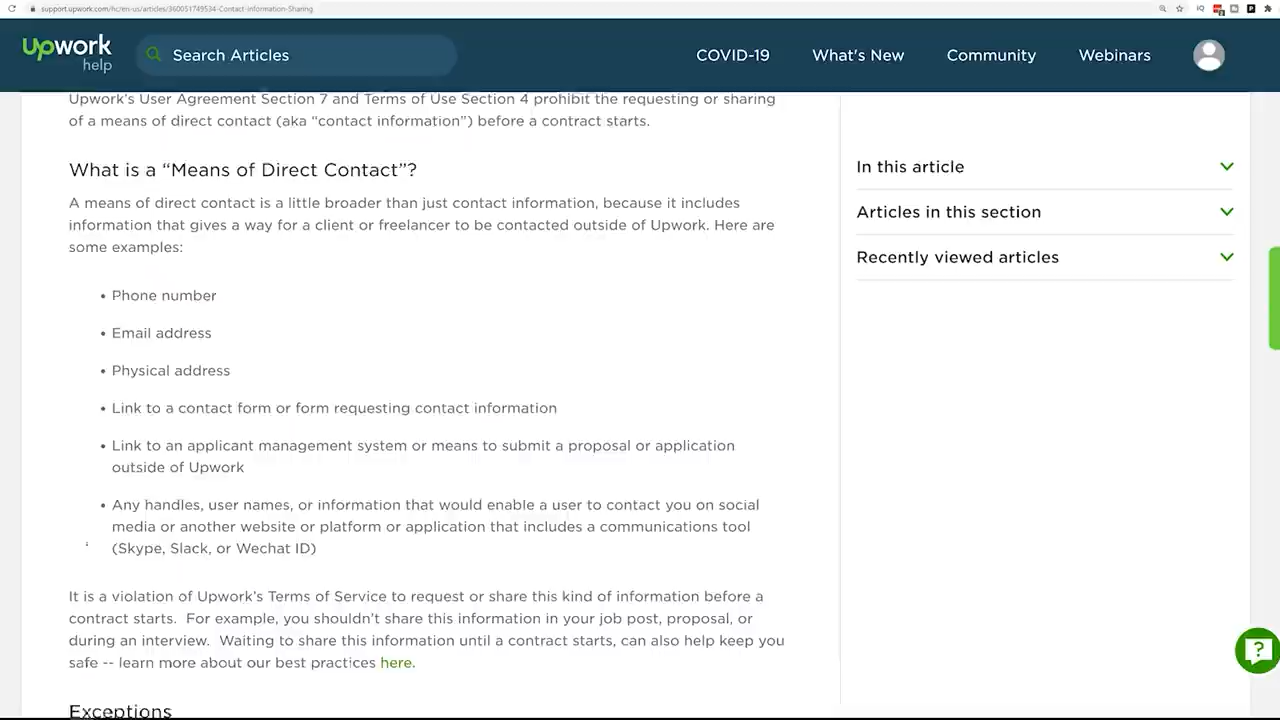 support.upwork.com/hc/en-us/articles/360051749534-Contact-Information-Sharing
upwork
help
Search Articles
COVID-19
What's New
Community
Webinars
Upwork's User Agreement Section 7 and Terms of Use Section 4 prohibit the requesting or sharing
of a means of direct contact (aka “contact information”) before a contract starts.
What is a “Means of Direct Contact”?
A means of direct contact is a little broader than just contact information, because it includes
information that gives a way for a client or freelancer to be contacted outside of Upwork. Here are
some examples:
• Phone number
• Email address
• Physical address
• Link to a contact form or form requesting contact information
• Link to an applicant management system or means to submit a proposal or application
outside of Upwork
• Any handles, user names, or information that would enable a user to contact you on social
media or another website or platform or application that includes a communications tool
(Skype, Slack, or Wechat ID)
It is a violation of Upwork’s Terms of Service to request or share this kind of information before a
contract starts.  For example, you shouldn’t share this information in your job post, proposal, or
during an interview.  Waiting to share this information until a contract starts, can also help keep you
safe -- learn more about our best practices here.
Exceptions
In this article
Articles in this section
Recently viewed articles